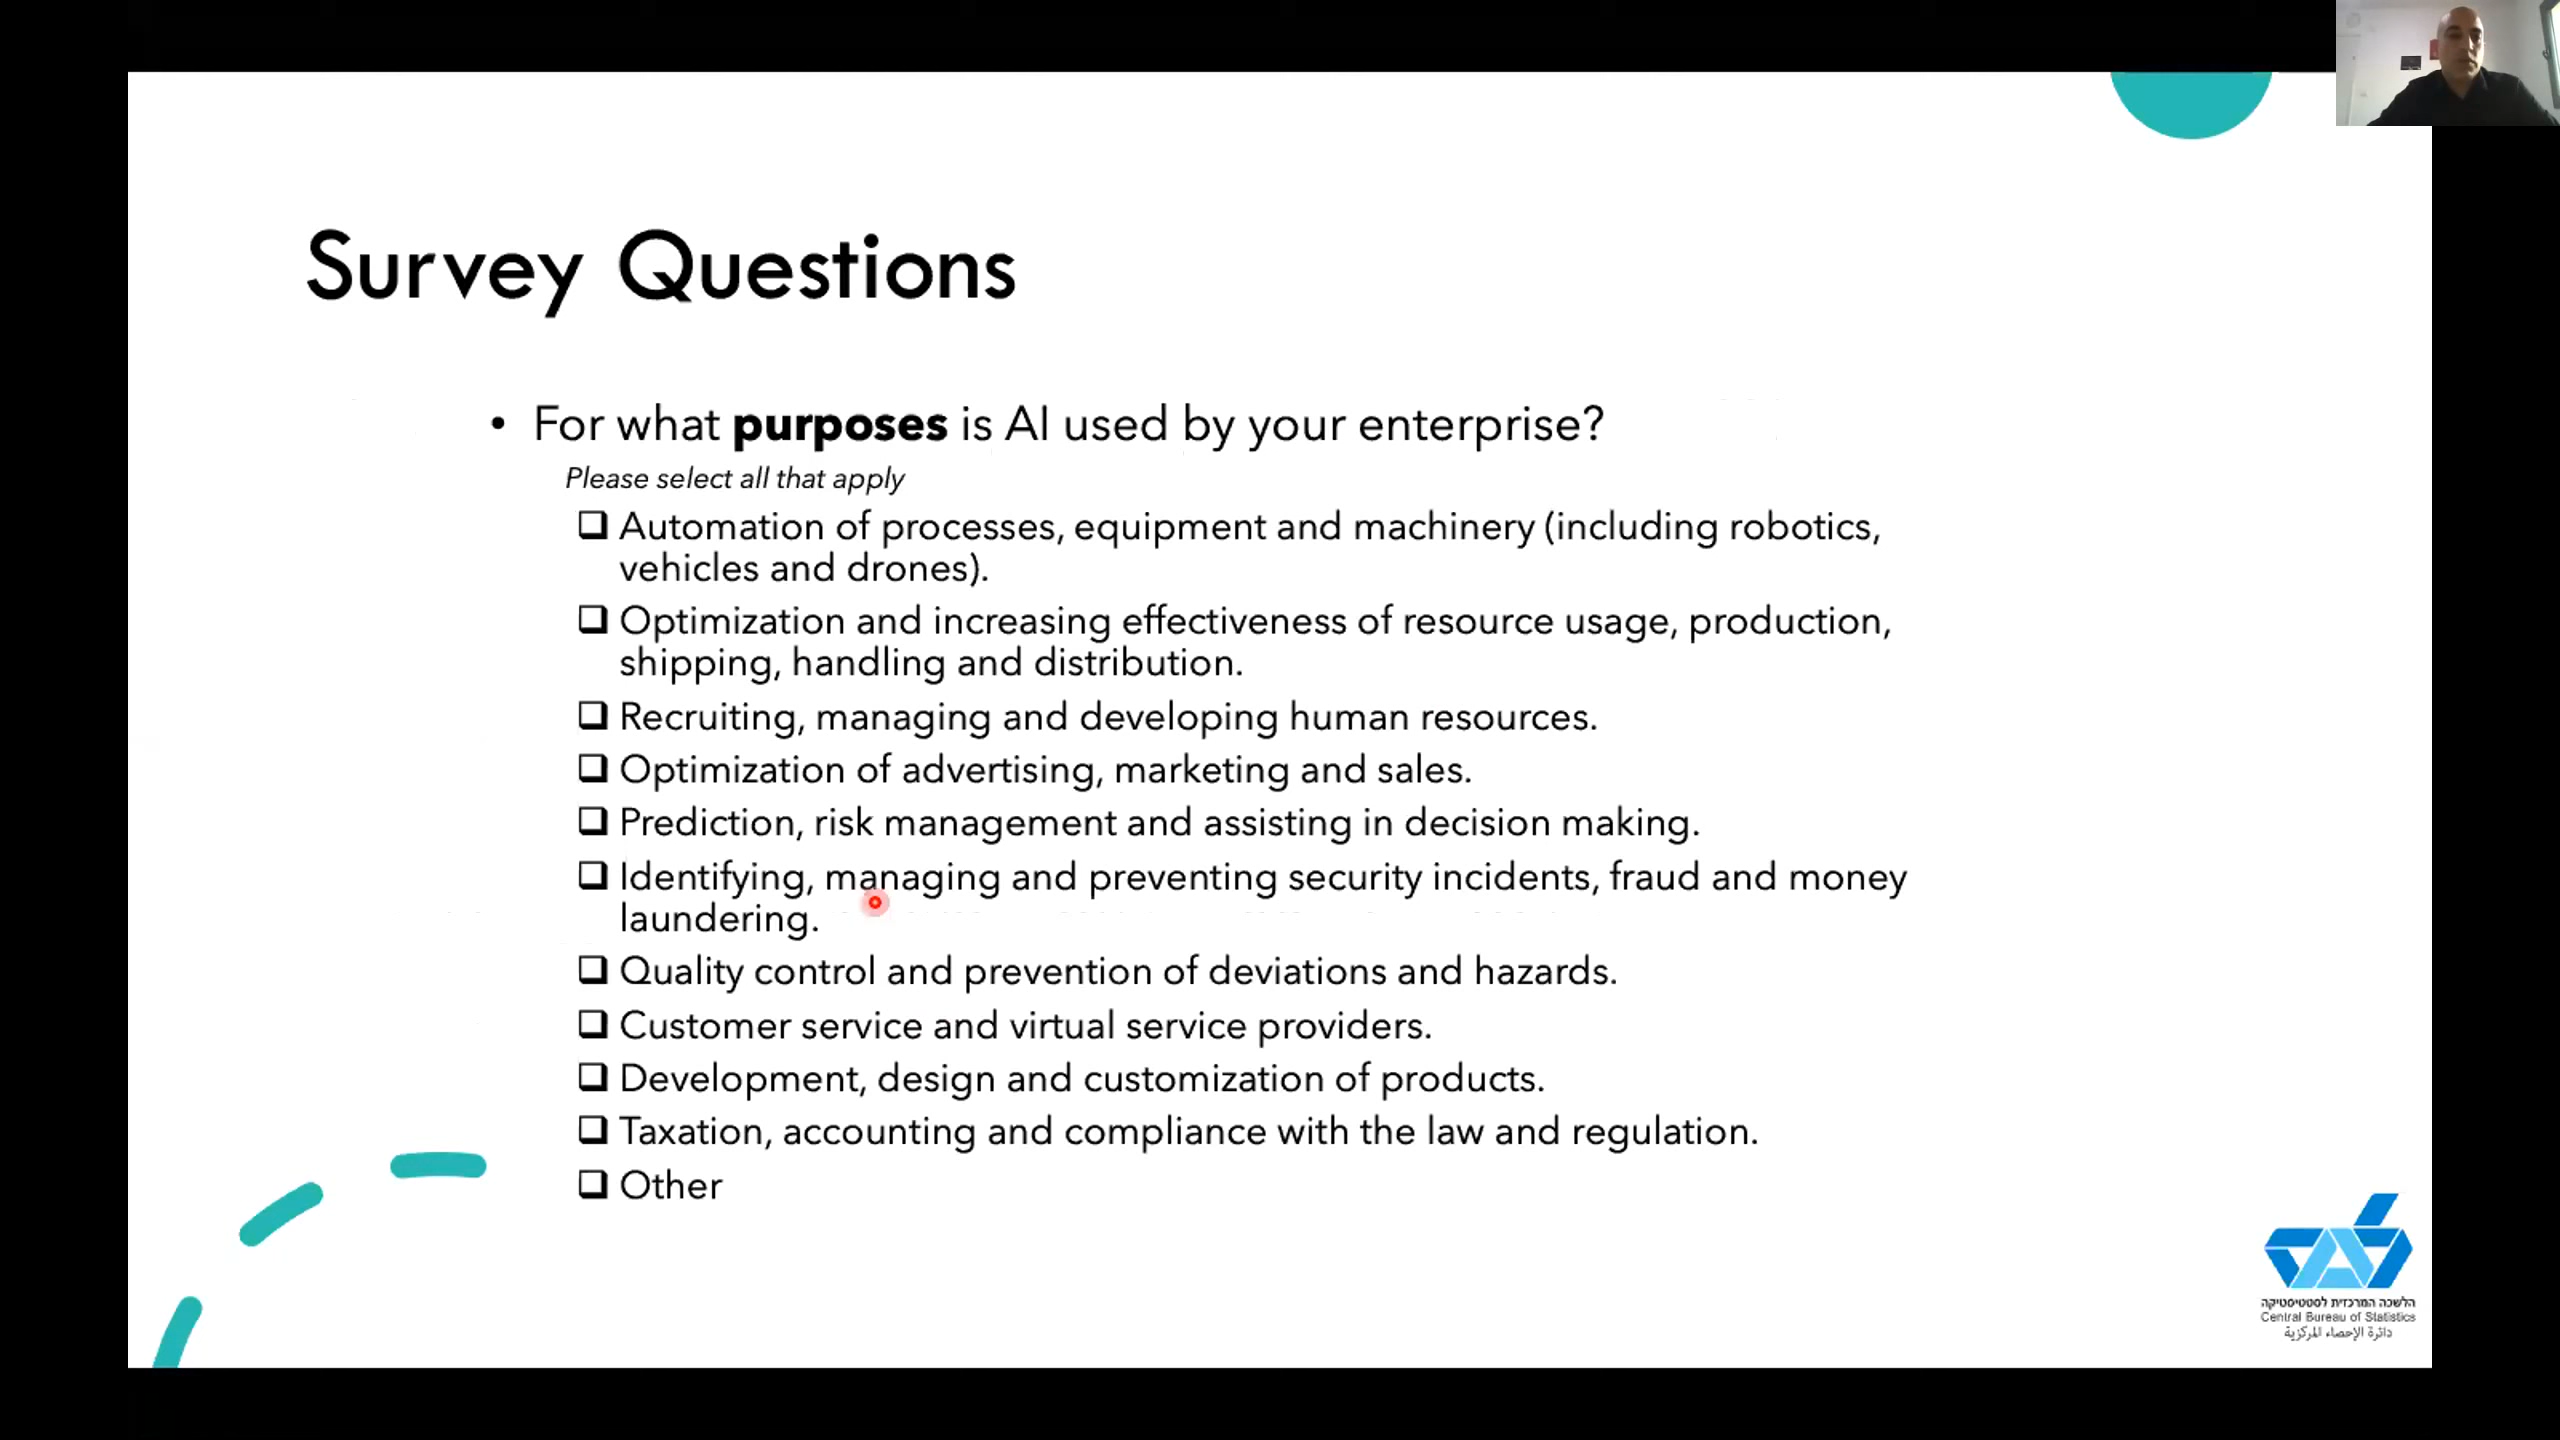 Survey Questions
• For what purposes is AI used by your enterprise?
Please select all that apply
❑ Automation of processes, equipment and machinery (including robotics,
vehicles and drones).
❑ Optimization and increasing effectiveness of resource usage, production,
shipping, handling and distribution.
❑ Recruiting, managing and developing human resources.
❑ Optimization of advertising, marketing and sales.
❑ Prediction, risk management and assisting in decision making.
❑ Identifying, managing and preventing security incidents, fraud and money
laundering.
❑ Quality control and prevention of deviations and hazards.
❑ Customer service and virtual service providers.
❑ Development, design and customization of products.
❑ Taxation, accounting and compliance with the law and regulation.
❑ Other
הלשכה המרכזית לסטטיסטיקה
Central Bureau of Statistics
دائرة الإحصاء المركزية